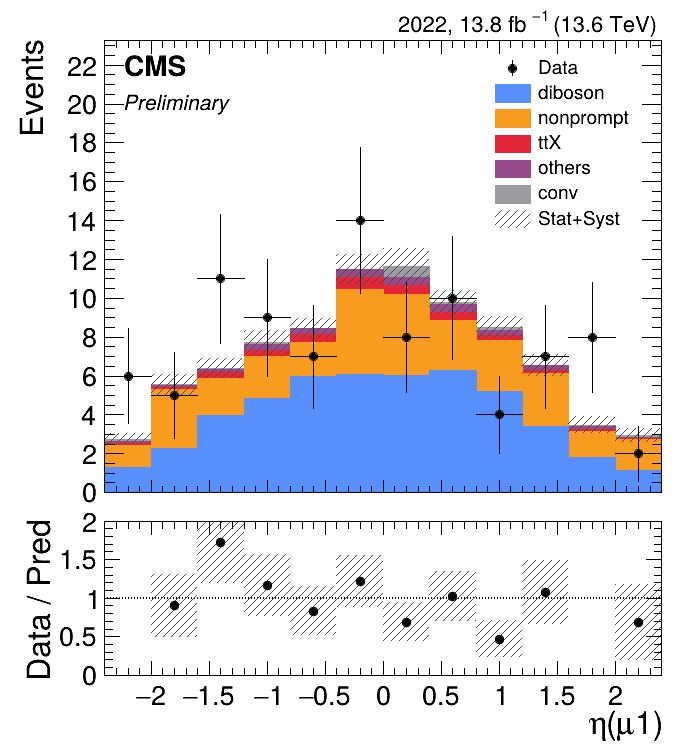 2022, 13.8 fb⁻¹ (13.6 TeV)
CMS
Preliminary
Data
diboson
nonprompt
ttX
others
conv
Stat+Syst
Events
22
20
18
16
14
12
10
8
6
4
2
0
Data / Pred
2
1.5
1
0.5
0
−2 −1.5 −1 −0.5 0 0.5 1 1.5 2
η(μ1)